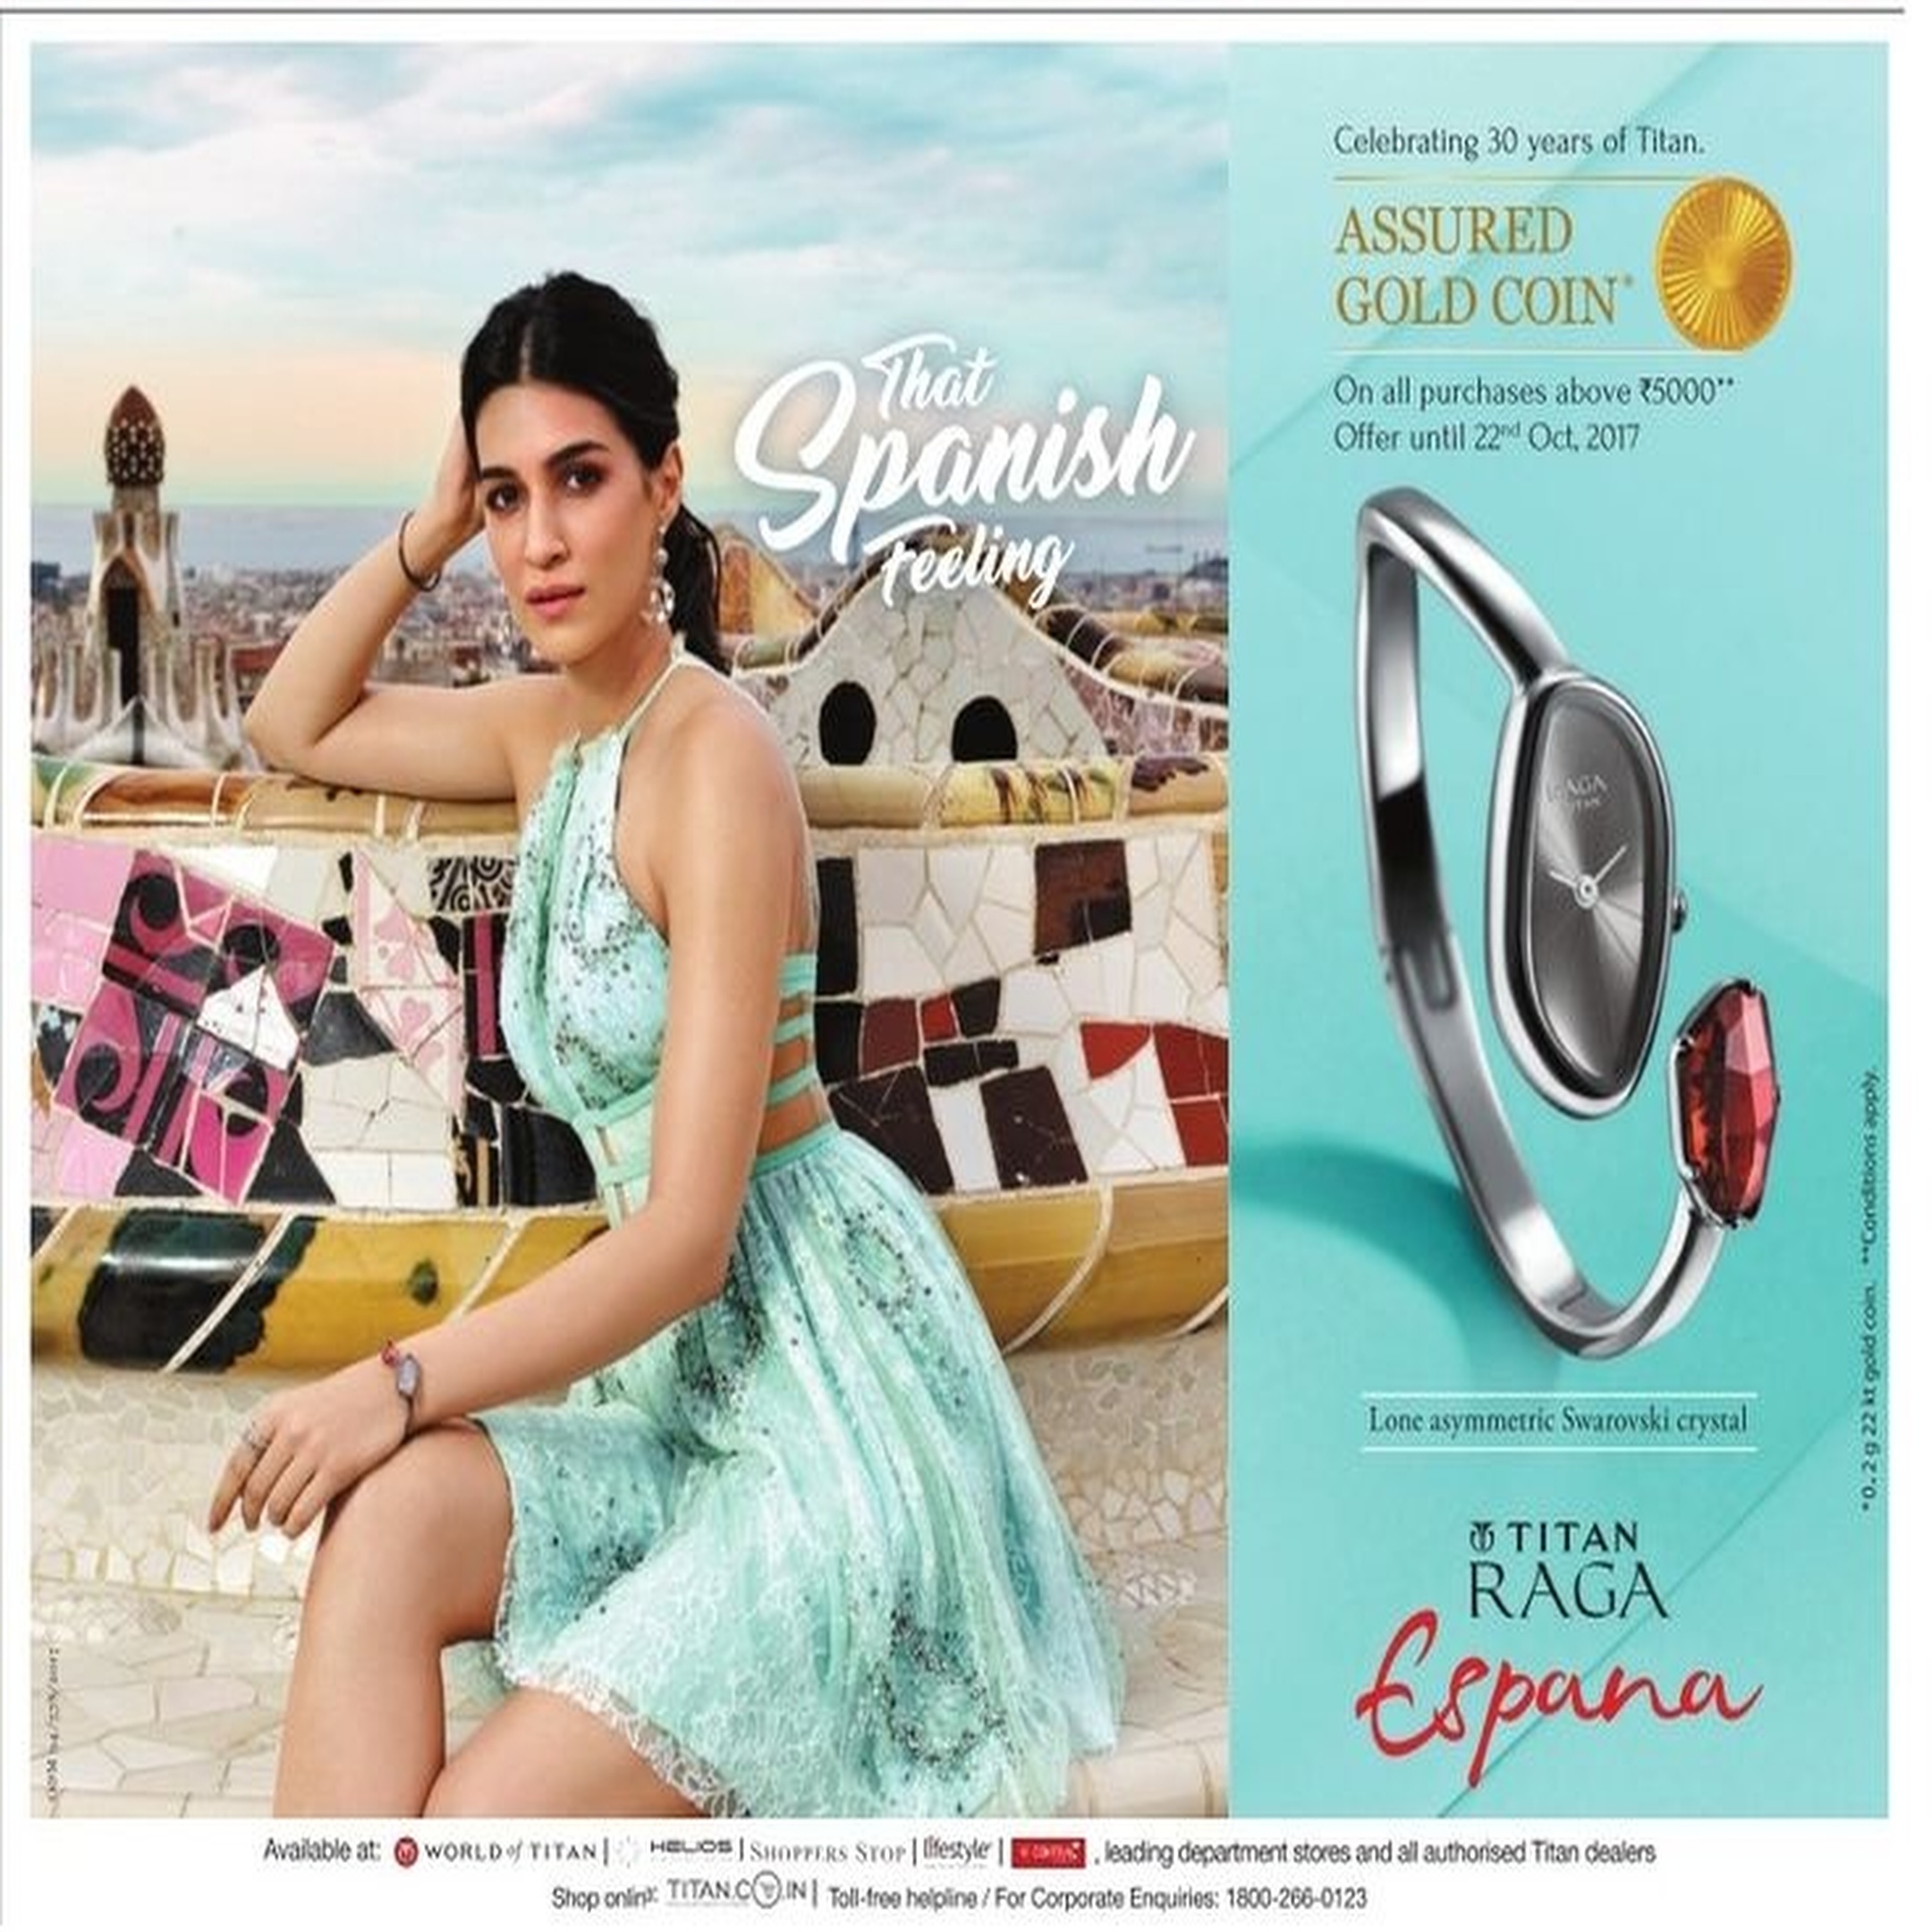 That
Spanish
feeling
Celebrating 30 years of Titan.
ASSURED
GOLD COIN*
On all purchases above ₹5000**
Offer until 22nd Oct, 2017
RAGA
TITAN
Lone asymmetric Swarovski crystal
TITAN
RAGA
Espana
*0.2 g 22 kt gold coin. **Conditions apply.
Available at: WORLD of TITAN | HELIOS | SHOPPERS STOP | lifestyle | , leading department stores and all authorised Titan dealers
Shop online: TITAN.CO.IN | Toll-free helpline / For Corporate Enquiries: 1800-266-0123